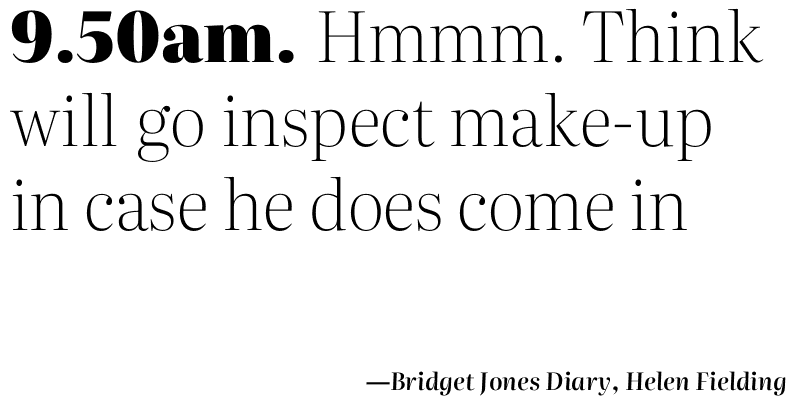 9.50am. Hmmm. Think
will go inspect make-up
in case he does come in
—Bridget Jones Diary, Helen Fielding